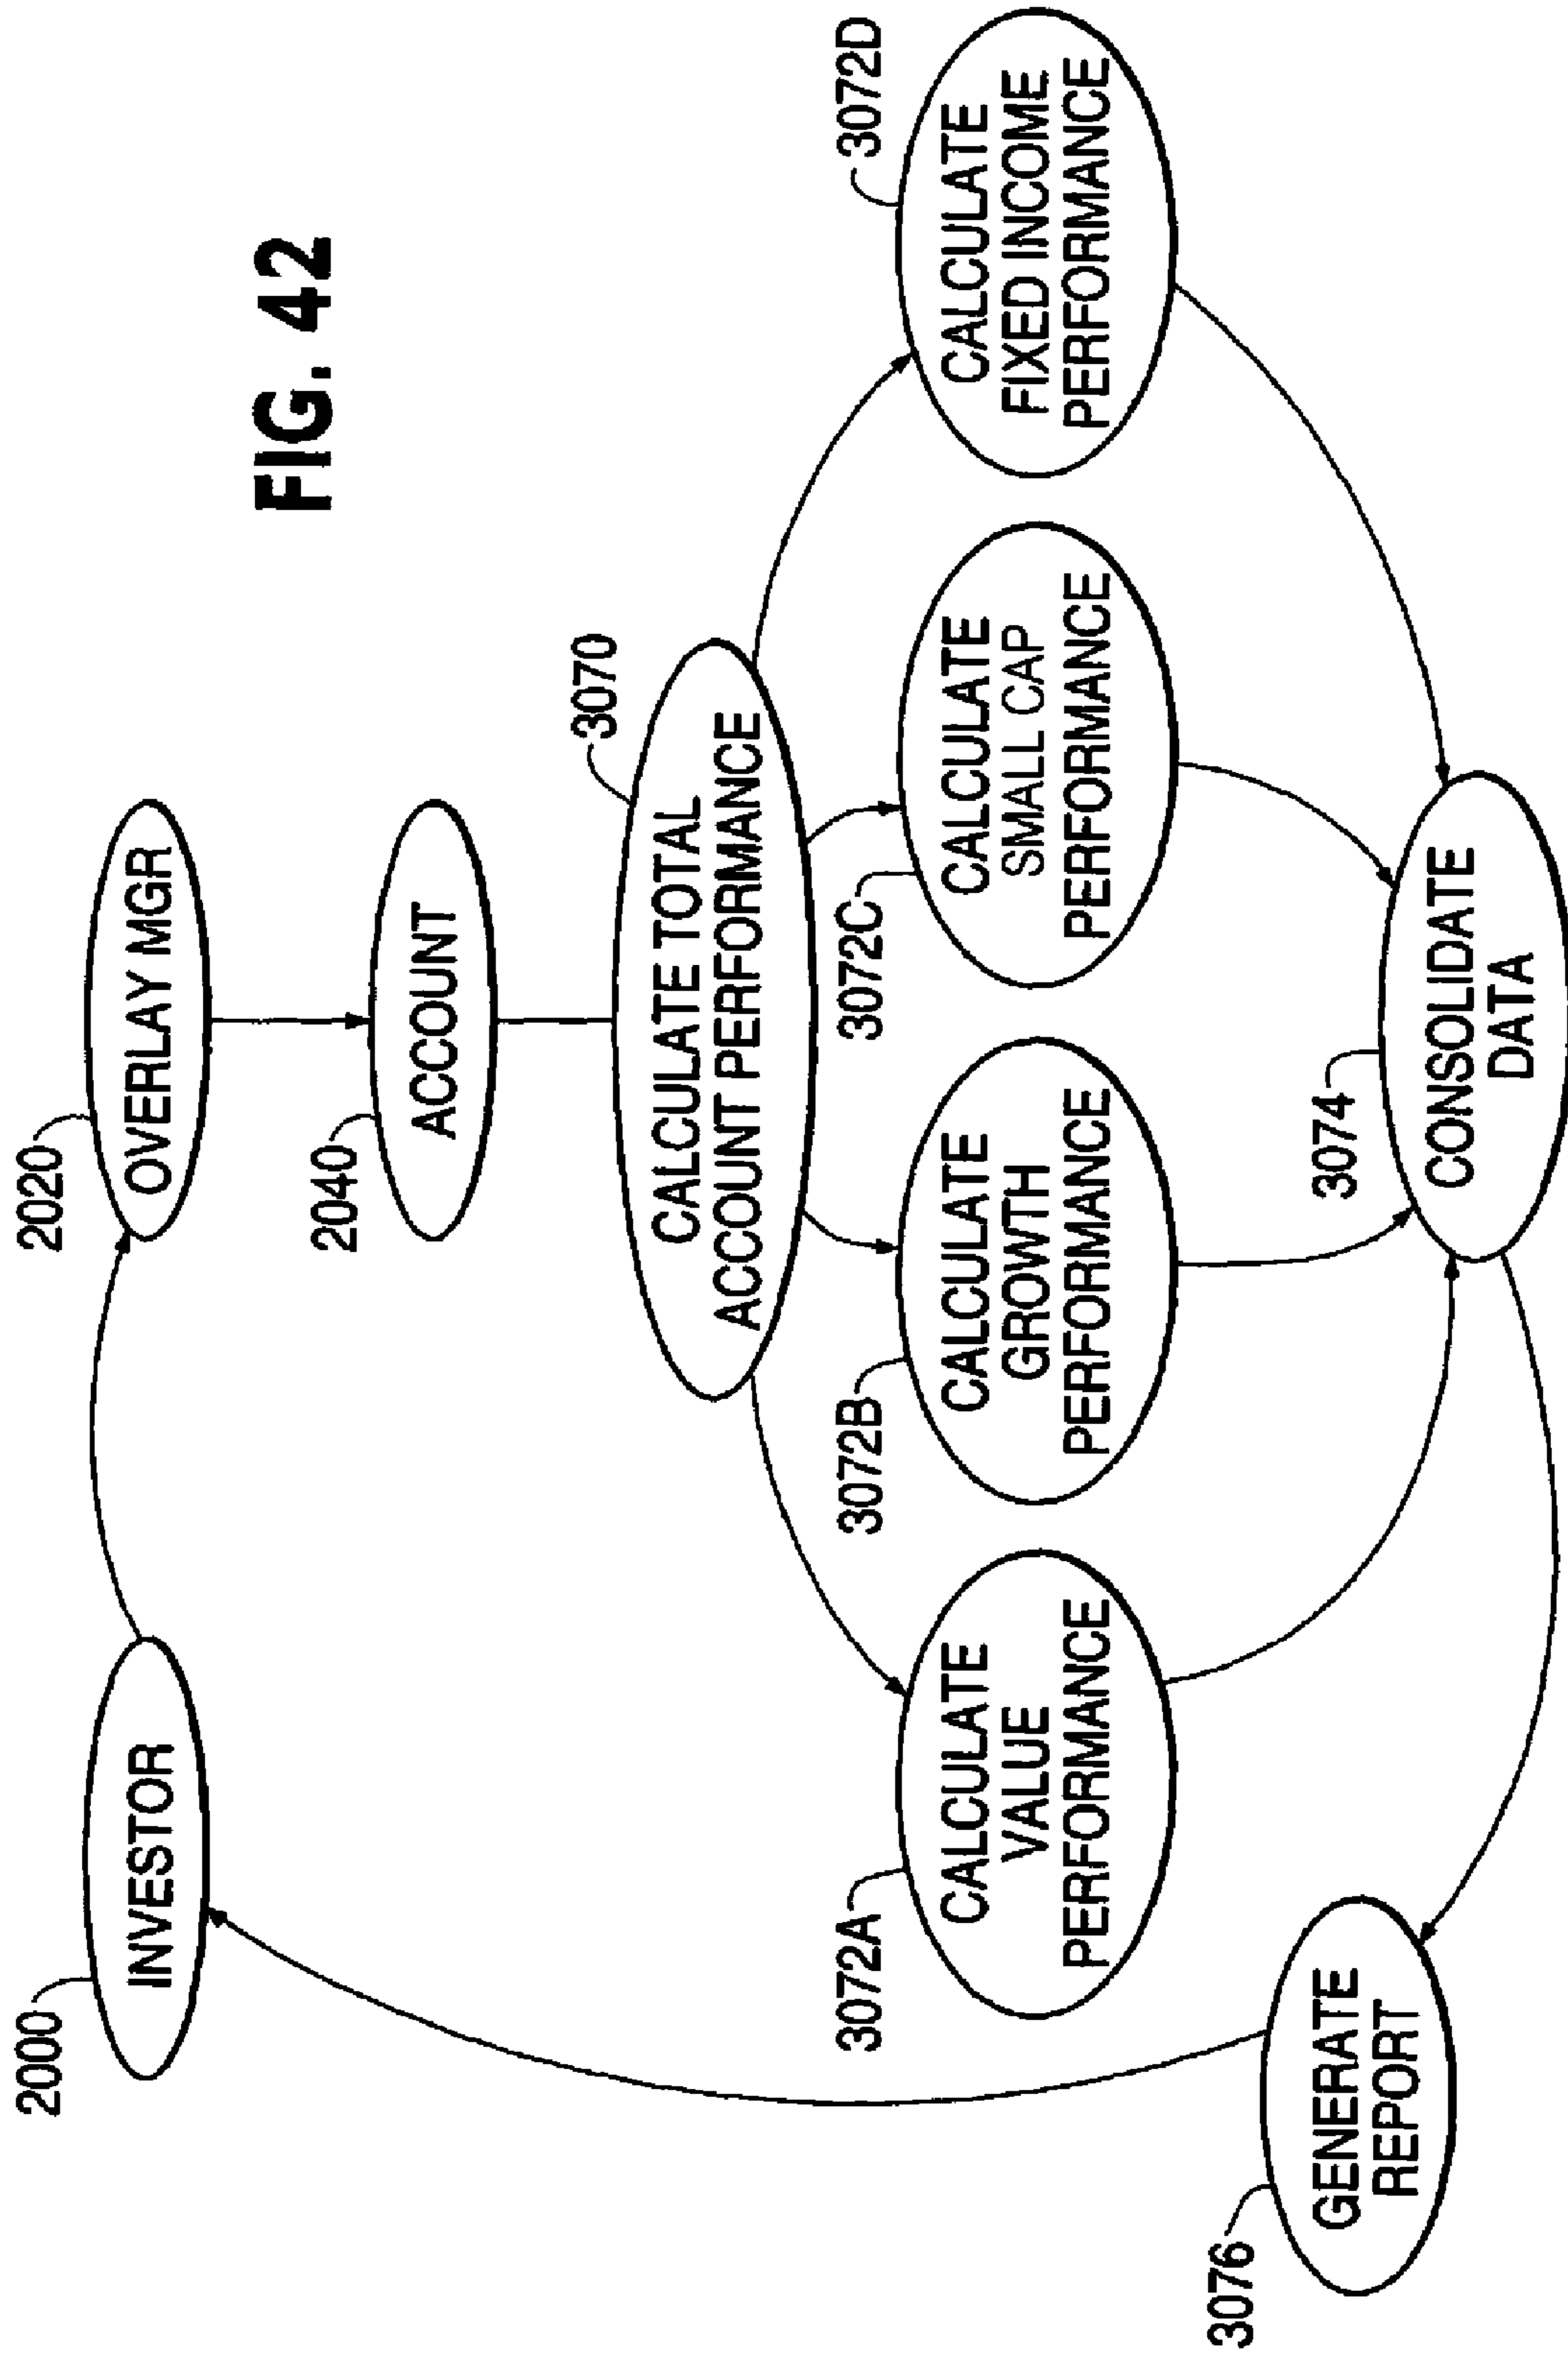 FIG. 42
2000
INVESTOR
2020
OVERLAY MGR
2040
ACCOUNT
3070
CALCULATE TOTAL
ACCOUNT PERFORMANCE
3072A
CALCULATE
VALUE
PERFORMANCE
3072B
CALCULATE
GROWTH
PERFORMANCE
3072C
CALCULATE
SMALL CAP
PERFORMANCE
3072D
CALCULATE
FIXED INCOME
PERFORMANCE
3074
CONSOLIDATE
DATA
3076
GENERATE
REPORT